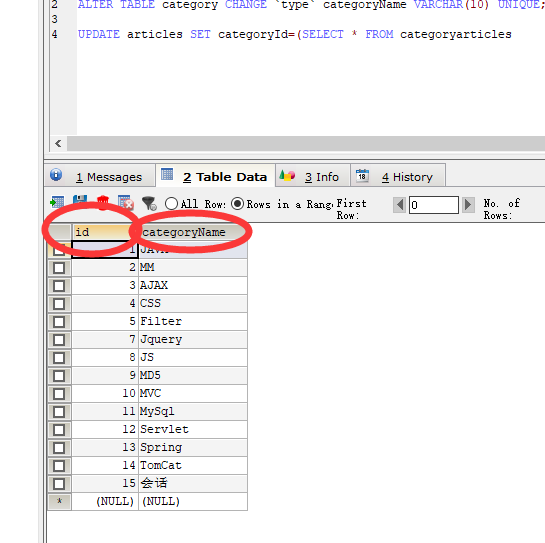 2 ALTER TABLE category CHANGE `type` categoryName VARCHAR(10) UNIQUE;
3
4 UPDATE articles SET categoryId=(SELECT * FROM categoryarticles
1 Messages 2 Table Data 3 Info 4 History
All Row: Rows in a Rang First Row: 0 No. of Rows:
id categoryName
1
2 MM
3 AJAX
4 CSS
5 Filter
7 Jquery
8 JS
9 MD5
10 MVC
11 MySql
12 Servlet
13 Spring
14 TomCat
15 会话
* (NULL) (NULL)